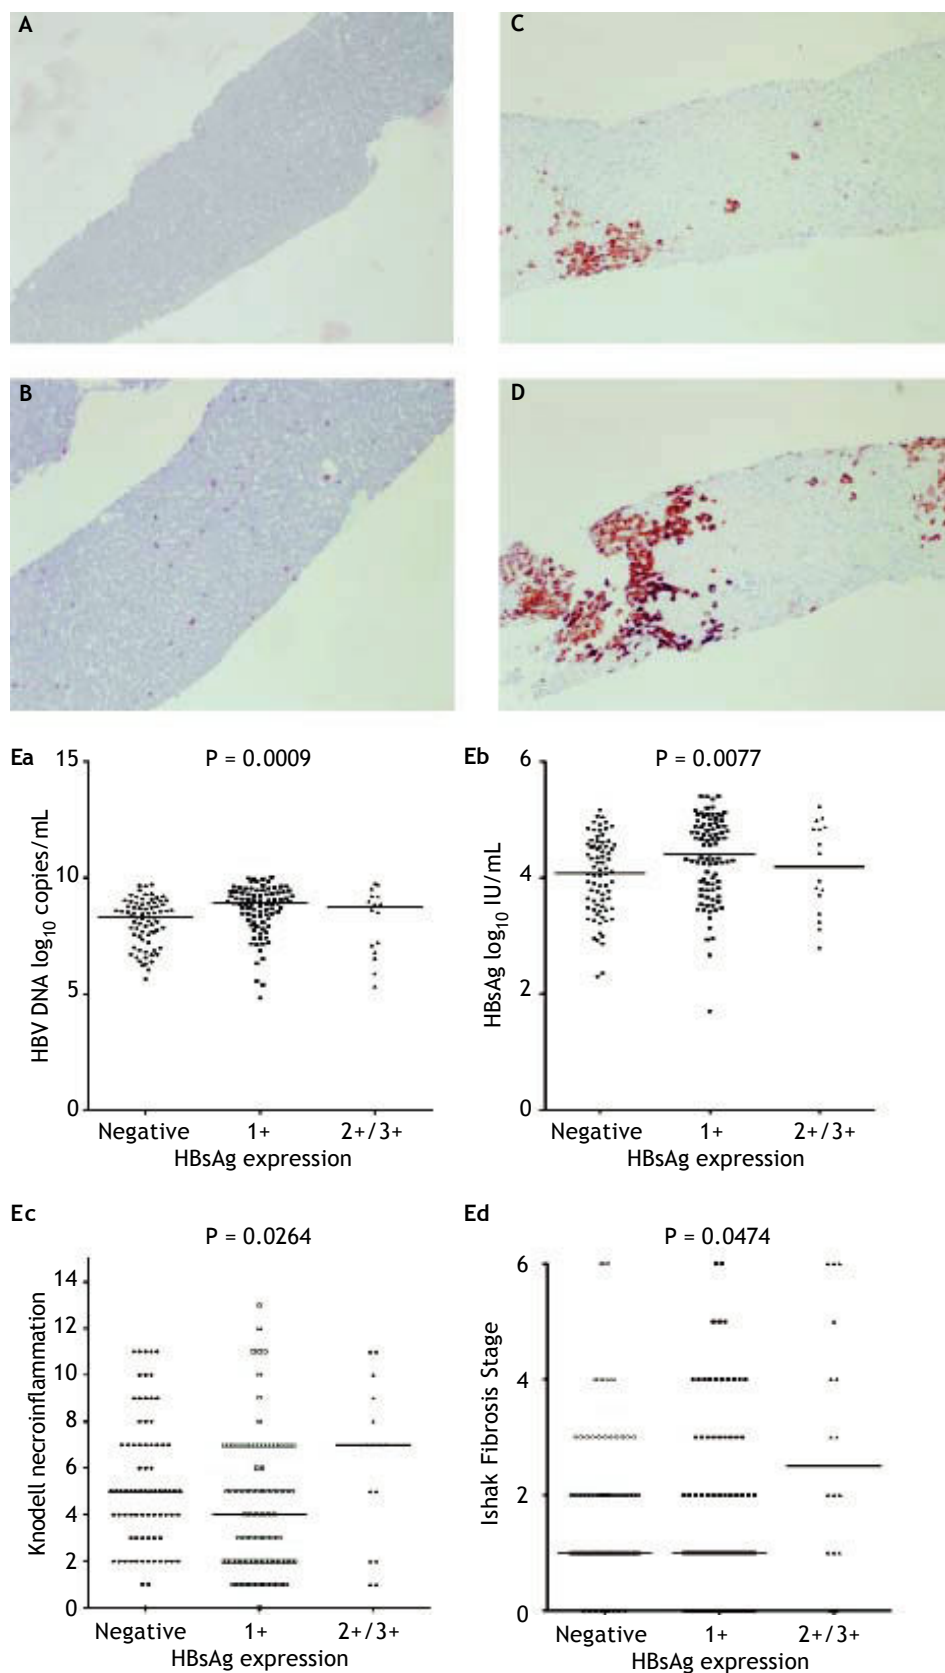 A
C
B
D
Ea
P = 0.0009
HBV DNA log10 copies/mL
15
10
5
0
Negative 1+ 2+/3+
HBsAg expression
Eb
P = 0.0077
HBsAg log10 IU/mL
6
4
2
0
Negative 1+ 2+/3+
HBsAg expression
Ec
P = 0.0264
Knodell necroinflammation
14
12
10
8
6
4
2
0
Negative 1+ 2+/3+
HBsAg expression
Ed
P = 0.0474
Ishak Fibrosis Stage
6
4
2
0
Negative 1+ 2+/3+
HBsAg expression